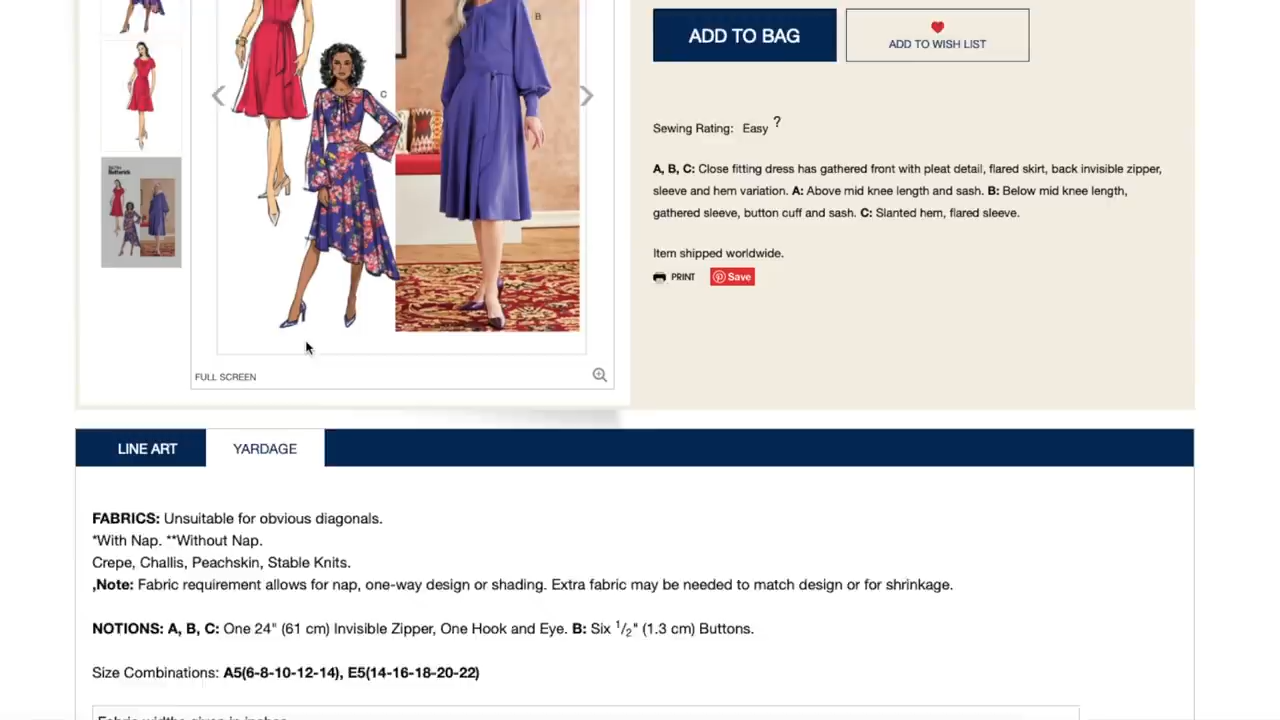 B
C
Butterick
FULL SCREEN
ADD TO BAG
ADD TO WISH LIST
Sewing Rating: Easy ?
A, B, C: Close fitting dress has gathered front with pleat detail, flared skirt, back invisible zipper,
sleeve and hem variation. A: Above mid knee length and sash. B: Below mid knee length,
gathered sleeve, button cuff and sash. C: Slanted hem, flared sleeve.
Item shipped worldwide.
PRINT Save
LINE ART YARDAGE
FABRICS: Unsuitable for obvious diagonals.
*With Nap. **Without Nap.
Crepe, Challis, Peachskin, Stable Knits.
,Note: Fabric requirement allows for nap, one-way design or shading. Extra fabric may be needed to match design or for shrinkage.
NOTIONS: A, B, C: One 24" (61 cm) Invisible Zipper, One Hook and Eye. B: Six 1/2" (1.3 cm) Buttons.
Size Combinations: A5(6-8-10-12-14), E5(14-16-18-20-22)
Fabric widths given in inches